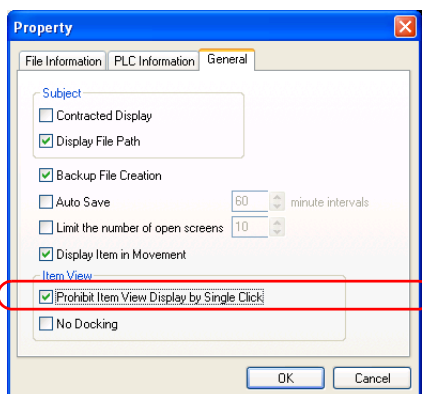 Property
File Information PLC Information General
Subject
Contracted Display
Display File Path
Backup File Creation
Auto Save 60 minute intervals
Limit the number of open screens 10
Display Item in Movement
Item View
Prohibit Item View Display by Single Click
No Docking
OK Cancel